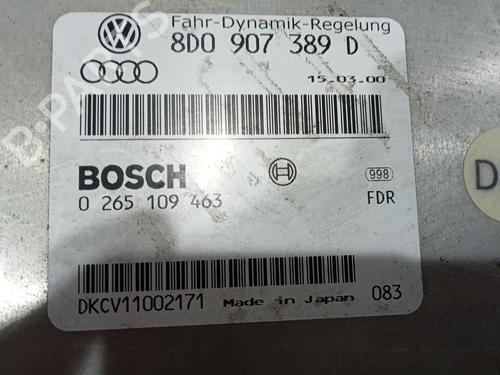 Fahr-Dynamik-Regelung
8D0 907 389 D
15.03.00
BOSCH
998
0 265 109 463
FDR
D
DKCV11002171 Made in Japan 083
B-PARTS